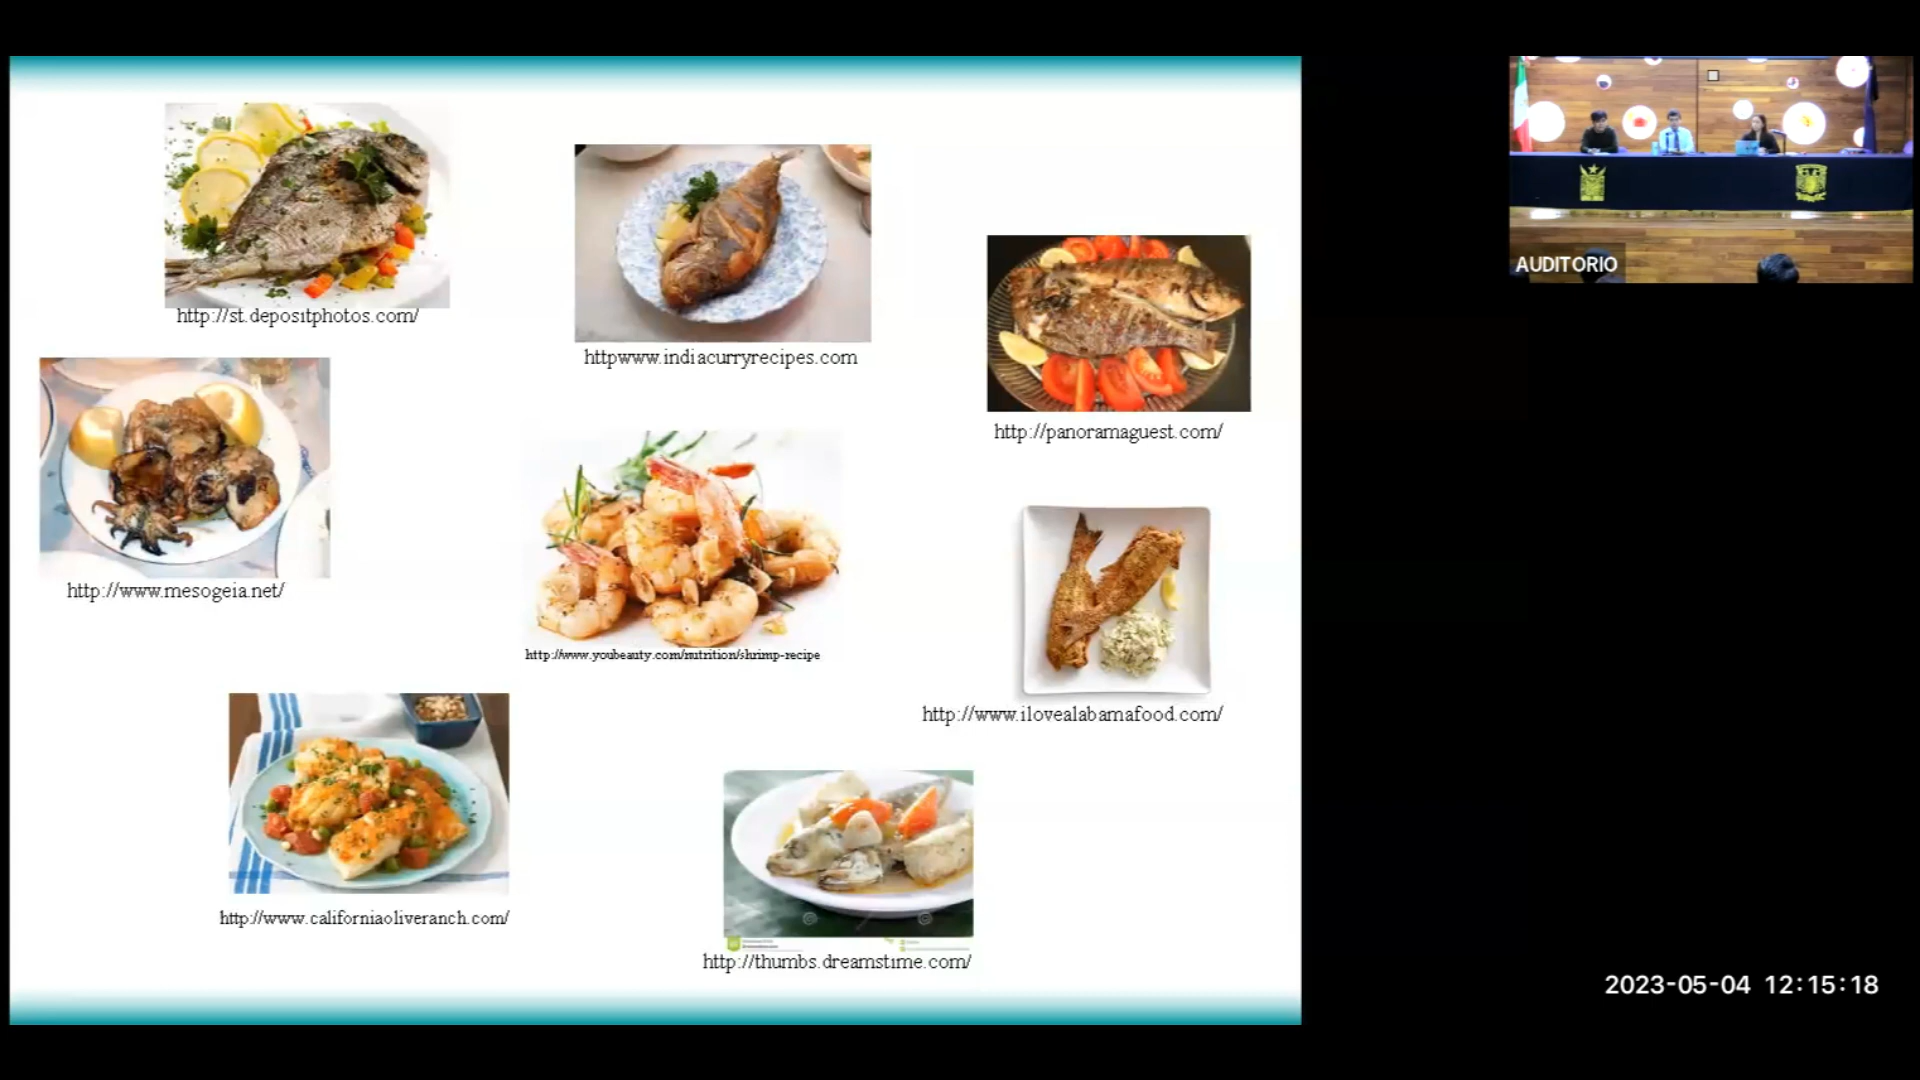 http://st.depositphotos.com/
httpwww.indiacurryrecipes.com
http://panoramaguest.com/
http://www.mesogeia.net/
http://www.youbeauty.com/nutrition/shrimp-recipe
http://www.ilovealabamafood.com/
http://www.californiaoliveranch.com/
http://thumbs.dreamstime.com/
AUDITORIO
2023-05-04 12:15:18